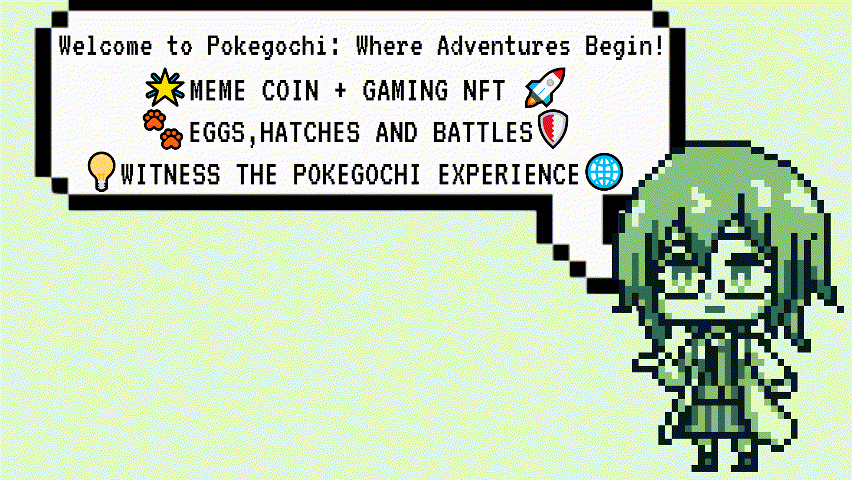 Welcome to Pokegochi: Where Adventures Begin!
🌟MEME COIN + GAMING NFT 🚀
🐾EGGS,HATCHES AND BATTLES🛡️
💡WITNESS THE POKEGOCHI EXPERIENCE🌐